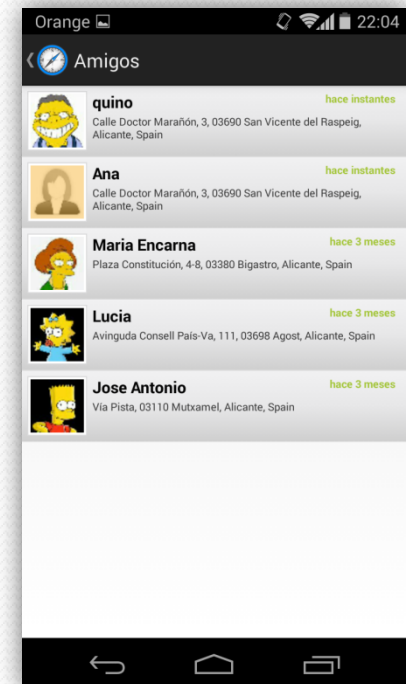 Orange 22:04
Amigos
quino hace instantes
Calle Doctor Marañón, 3, 03690 San Vicente del Raspeig,
Alicante, Spain
Ana hace instantes
Calle Doctor Marañón, 3, 03690 San Vicente del Raspeig,
Alicante, Spain
Maria Encarna hace 3 meses
Plaza Constitución, 4-8, 03380 Bigastro, Alicante, Spain
Lucia hace 3 meses
Avinguda Consell País-Va, 111, 03698 Agost, Alicante, Spain
Jose Antonio hace 3 meses
Vía Pista, 03110 Mutxamel, Alicante, Spain